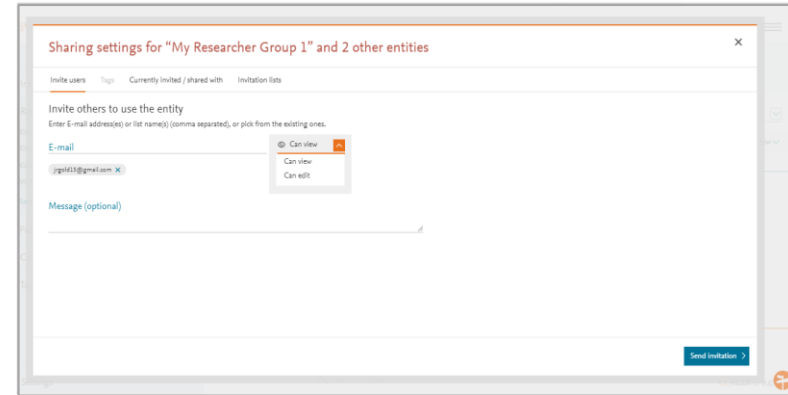 Sharing settings for “My Researcher Group 1” and 2 other entities
Invite users Tags Currently invited / shared with Invitation lists
Invite others to use the entity
Enter E-mail address(es) or list name(s) (comma separated), or pick from the existing ones.
E-mail
Can view
jrgold15@gmail.com
Can view
Can edit
Message (optional)
Send invitation